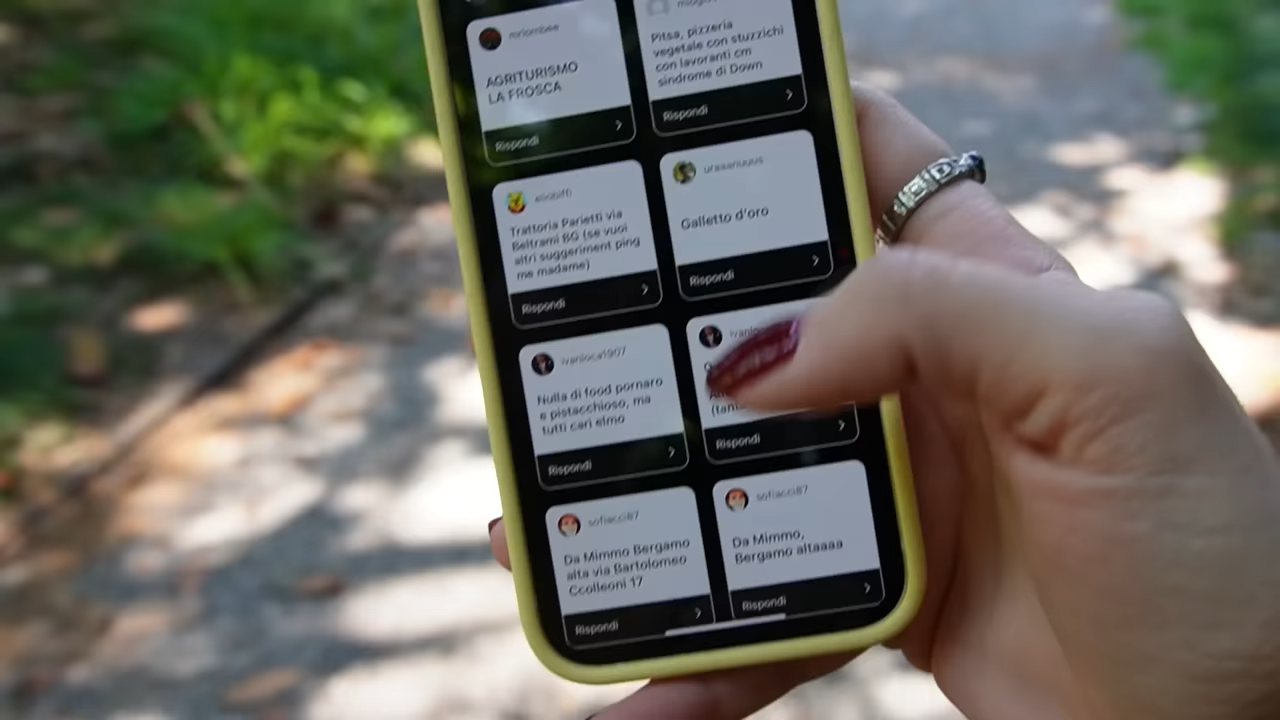 mriombee
AGRITURISMO
LA FROSCA
Rispondi
Pitsa, pizzeria
vegetale con stuzzichi
con lavoranti cm
sindrome di Down
Rispondi
Trattoria Parietti via
Beltrami BG (se vuoi
altri suggeriment ping
me madame)
Rispondi
Galletto d'oro
Rispondi
ivanloca1907
Nulla di food pornaro
e pistacchioso, ma
tutti cari elmo
Rispondi
(tant
Rispondi
sofiacci87
Da Mimmo Bergamo
alta via Bartolomeo
Ccolleoni 17
Rispondi
sofiacci87
Da Mimmo,
Bergamo altaaaa
Rispondi